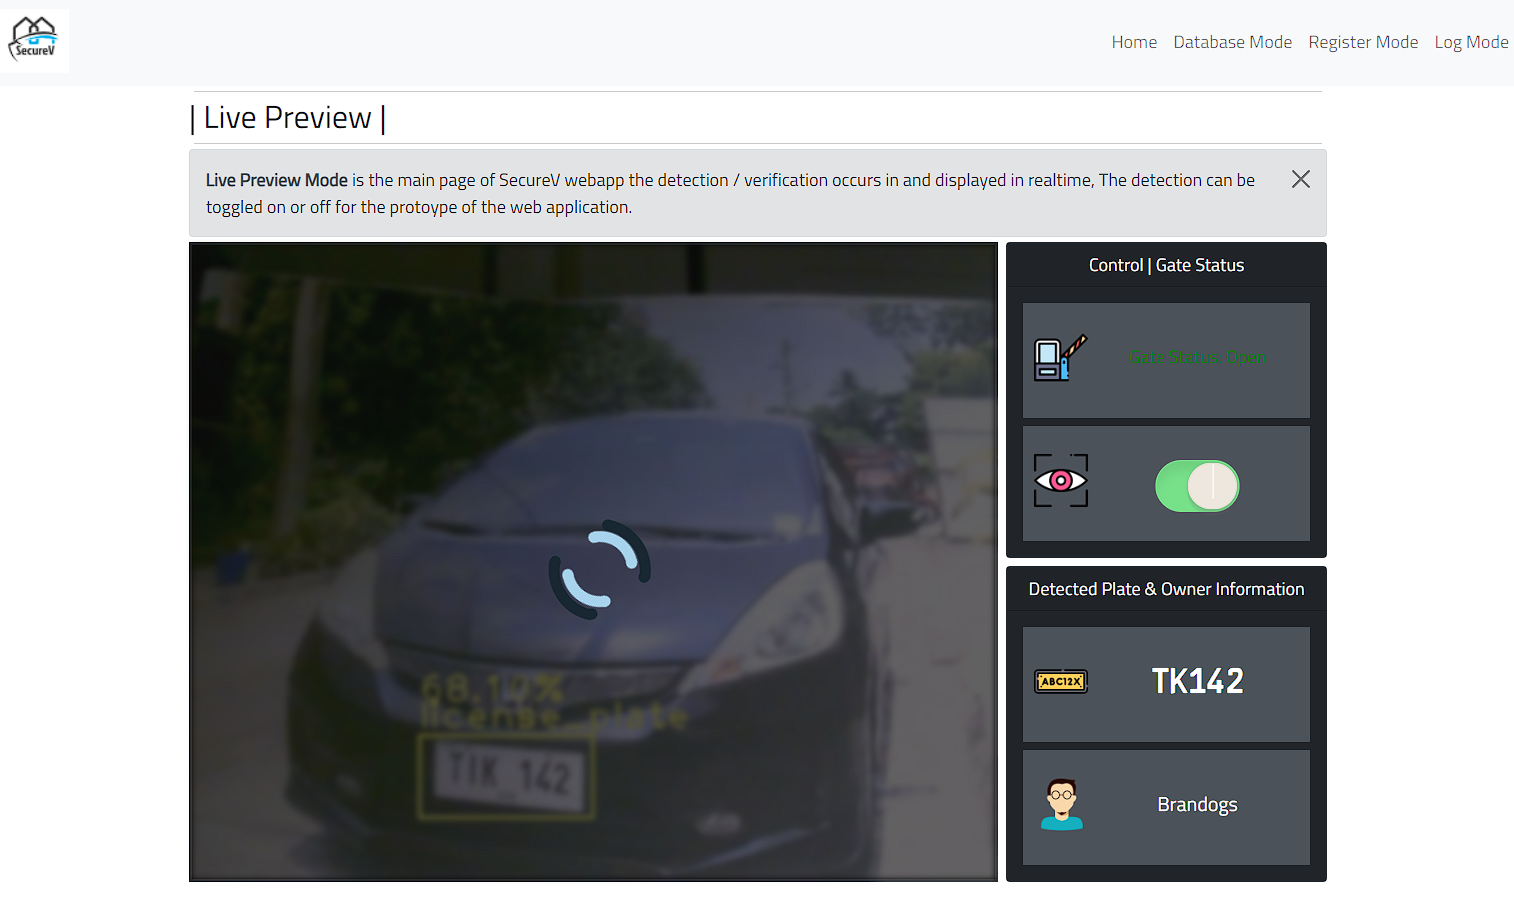 SecureV
Home Database Mode Register Mode Log Mode
| Live Preview |
Live Preview Mode is the main page of SecureV webapp the detection / verification occurs in and displayed in realtime, The detection can be
toggled on or off for the protoype of the web application.
Control | Gate Status
Gate Status: Open
68.10%
license_plate
TIK 142
Detected Plate & Owner Information
ABC12X
TK142
Brandogs